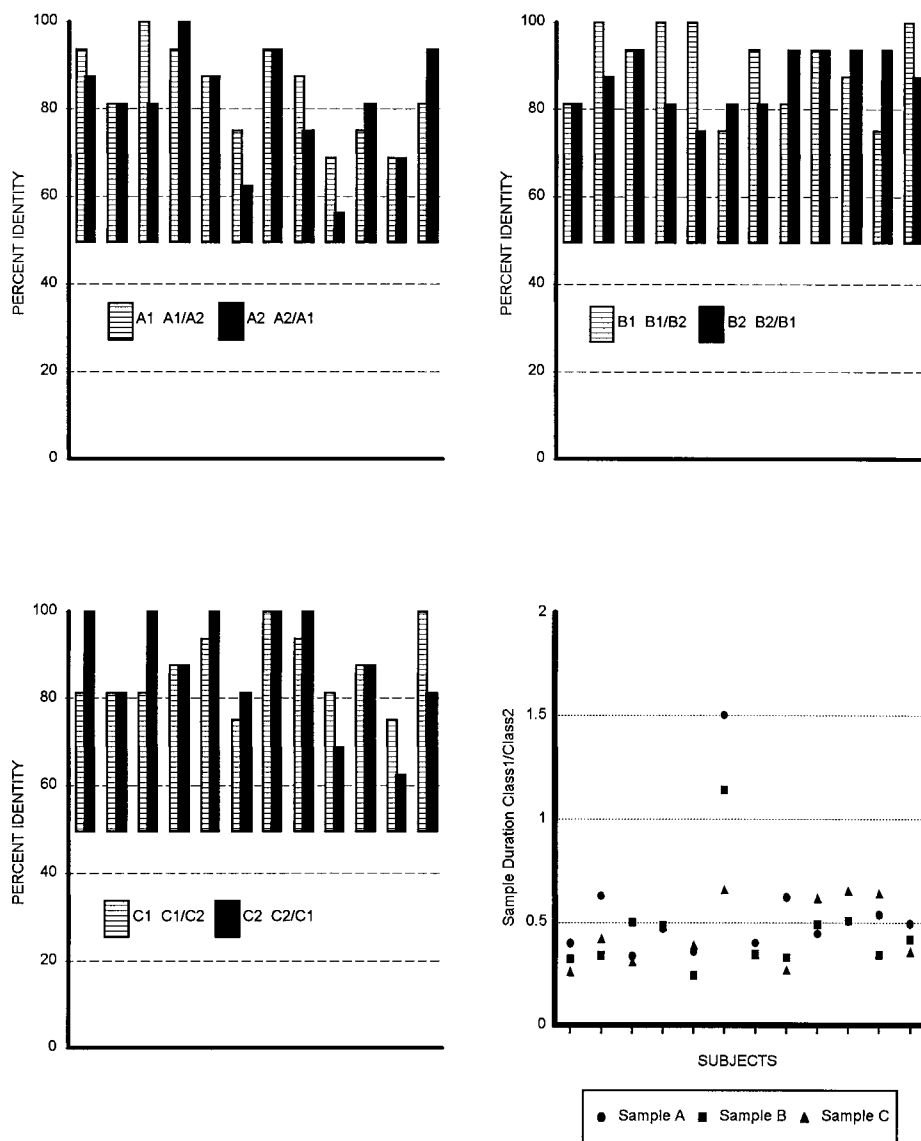 100
80
60
40
20
0
PERCENT IDENTITY
A1 A1/A2 A2 A2/A1
100
80
60
40
20
0
PERCENT IDENTITY
B1 B1/B2 B2 B2/B1
100
80
60
40
20
0
PERCENT IDENTITY
C1 C1/C2 C2 C2/C1
2
1.5
1
0.5
0
Sample Duration Class1/Class2
SUBJECTS
Sample A Sample B Sample C